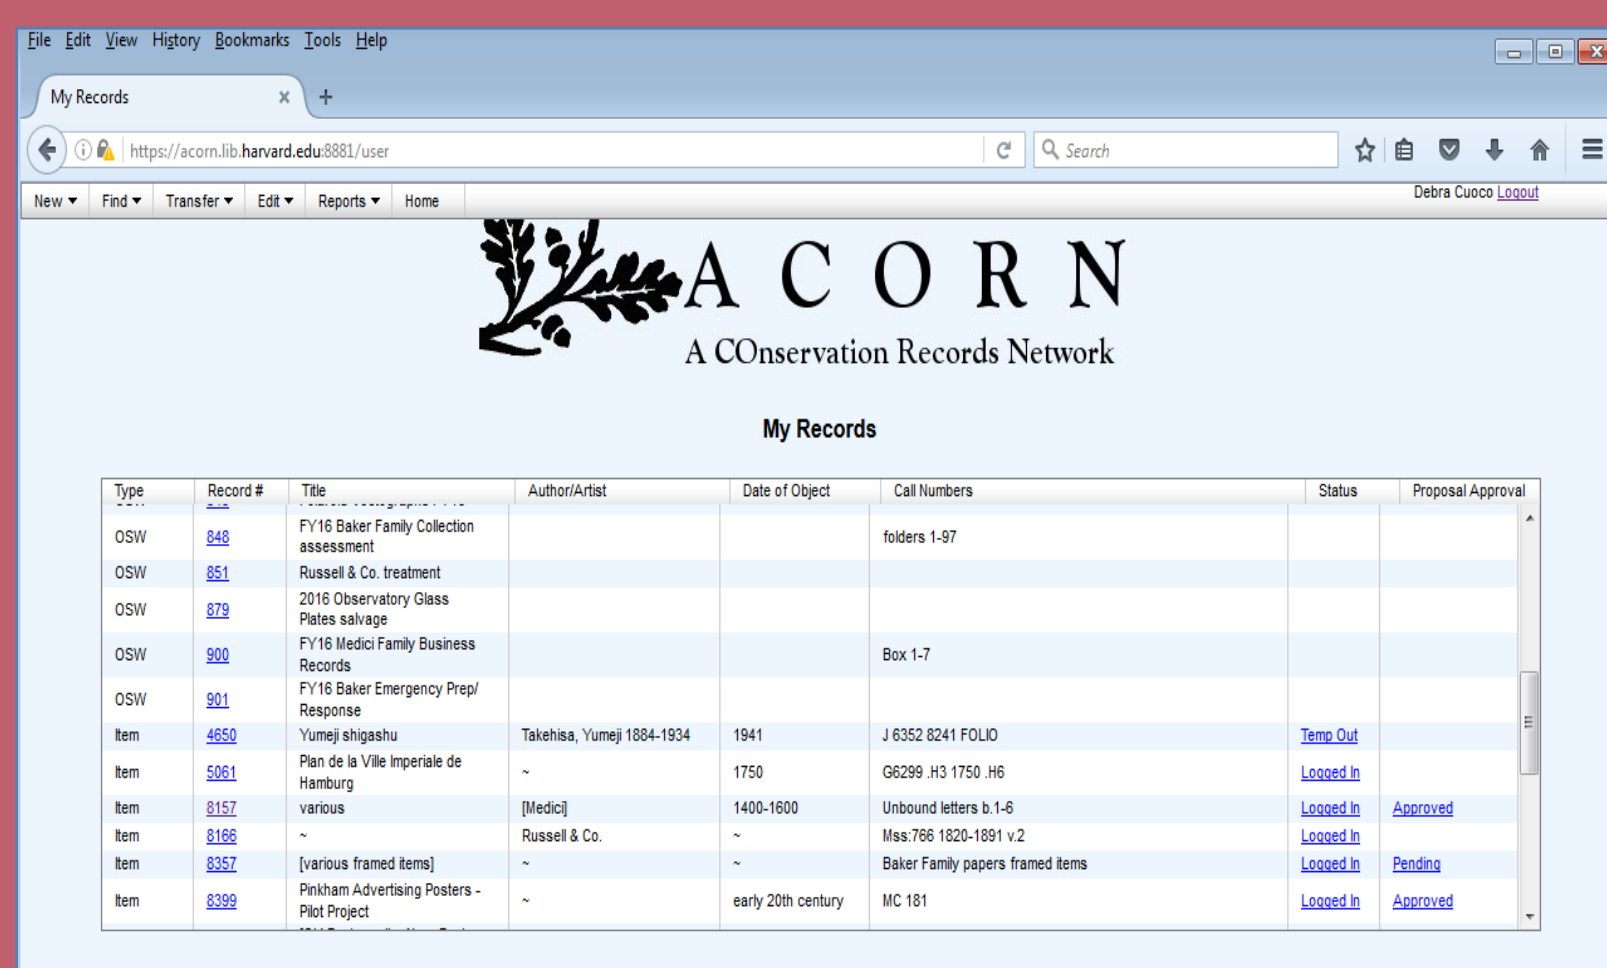 File Edit View History Bookmarks Tools Help
My Records
https://acorn.lib.harvard.edu:8881/user
Search
New Find Transfer Edit Reports Home
Debra Cuoco Logout
A C O R N
A COnservation Records Network
My Records
Type Record # Title Author/Artist Date of Object Call Numbers Status Proposal Approval
OSW 848 FY16 Baker Family Collection folders 1-97
assessment
OSW 851 Russell & Co. treatment
OSW 879 2016 Observatory Glass
Plates salvage
OSW 900 FY16 Medici Family Business Box 1-7
Records
OSW 901 FY16 Baker Emergency Prep/
Response
Item 4650 Yumeji shigashu Takehisa, Yumeji 1884-1934 1941 J 6352 8241 FOLIO Temp Out
Item 5061 Plan de la Ville Imperiale de ~ 1750 G6299 .H3 1750 .H6 Logged In
Hamburg
Item 8157 various [Medici] 1400-1600 Unbound letters b.1-6 Logged In Approved
Item 8166 ~ Russell & Co. ~ Mss:766 1820-1891 v.2 Logged In
Item 8357 [various framed items] ~ ~ Baker Family papers framed items Logged In Pending
Item 8399 Pinkham Advertising Posters - ~ early 20th century MC 181 Logged In Approved
Pilot Project